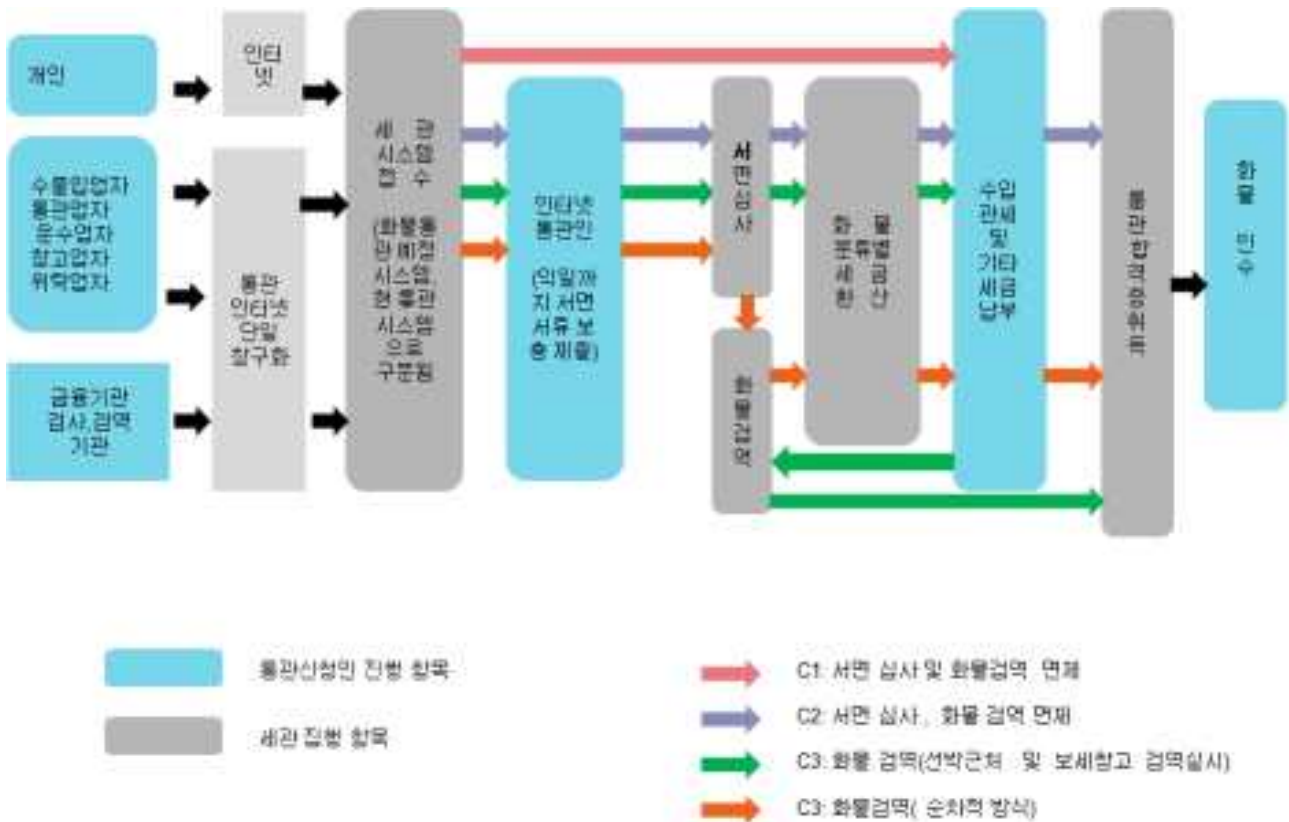 개인
인터
넷
수출입업자
통관업자
운수업자
창고업자
위탁업자
금융기관
검사,검역
기관
통관
인터넷
단일
창구화
세 관
시스템
접 수
(화물통
관 예정
시스템,
현 통관
시스템
으로
구분됨
인터넷
통관인
(익일까
지 서면
서류 보
충 제출)
서
면
심
사
화
물
검
역
화 물
분류별
세 금
환 산
수입
관세
및
기타
세금
납부
통
관
합
격
증
취
득
화
물
인
수
통관신청인 진행 항목
세관 집행 항목
C1: 서면 심사 및 화물검역 면제
C2: 서면 심사 , 화물 검역 면제
C3: 화물 검역(선박근처 및 보세창고 검역실시)
C3: 화물검역( 순차적 방식)